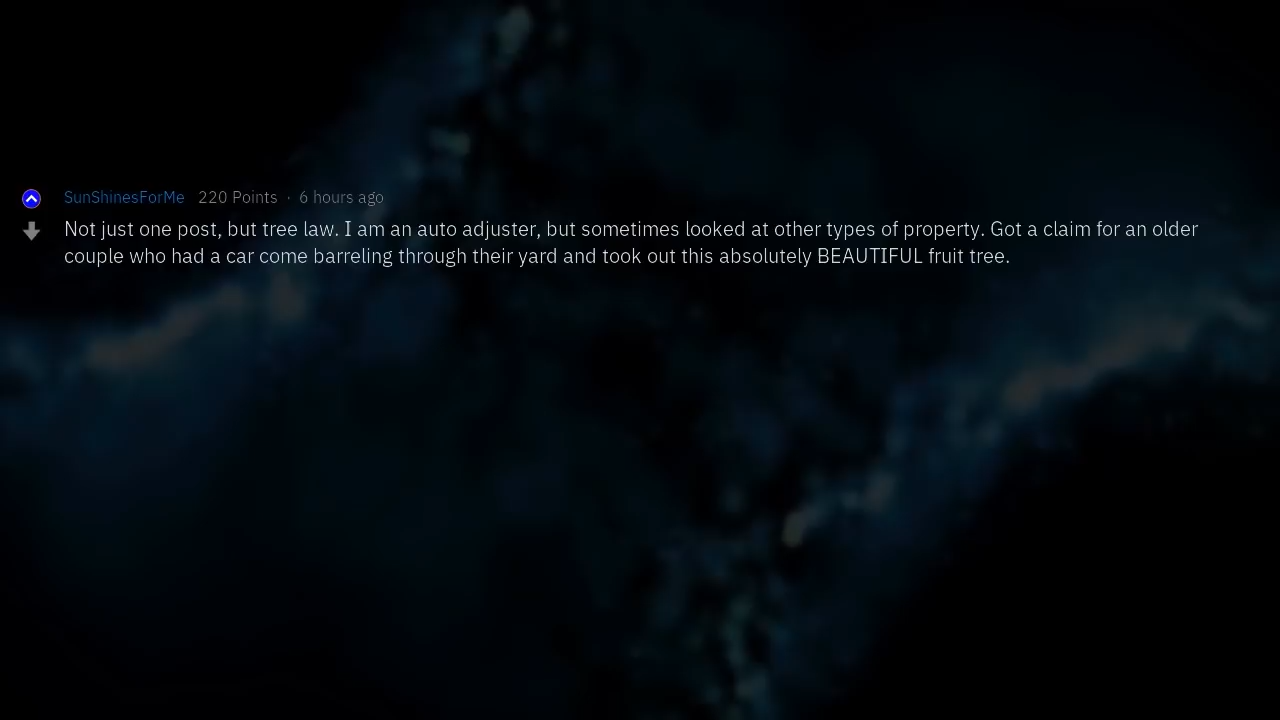 SunShinesForMe 220 Points · 6 hours ago
Not just one post, but tree law. I am an auto adjuster, but sometimes looked at other types of property. Got a claim for an older
couple who had a car come barreling through their yard and took out this absolutely BEAUTIFUL fruit tree.